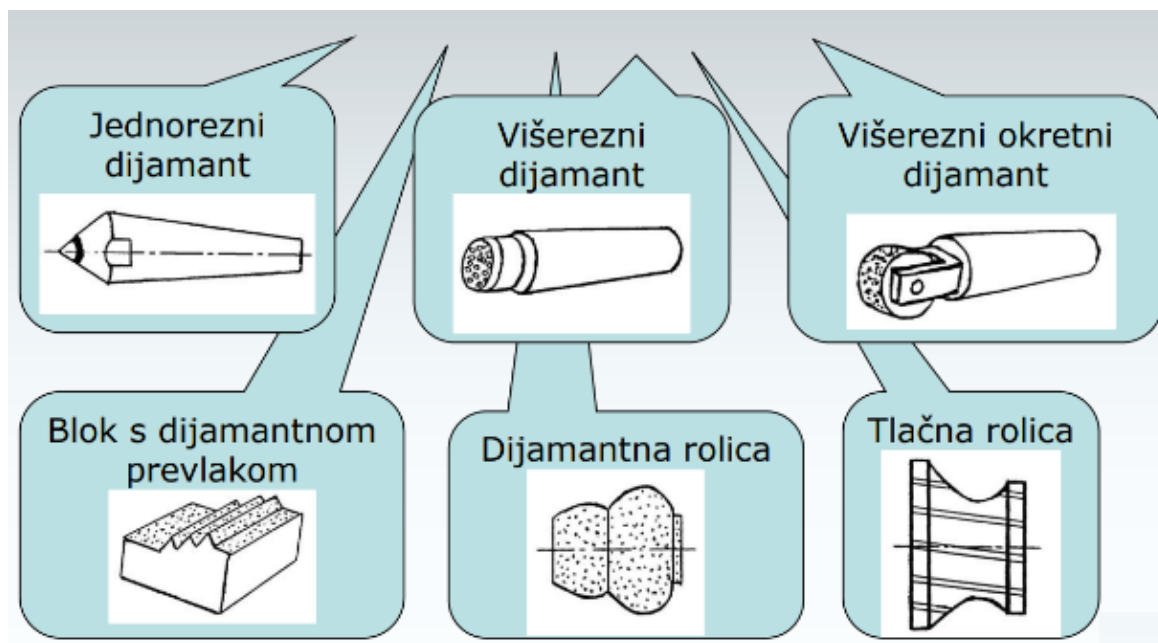 Jednorezni
dijamant
Višerezni
dijamant
Višerezni okretni
dijamant
Blok s dijamantnom
prevlakom
Dijamantna rolica
Tlačna rolica